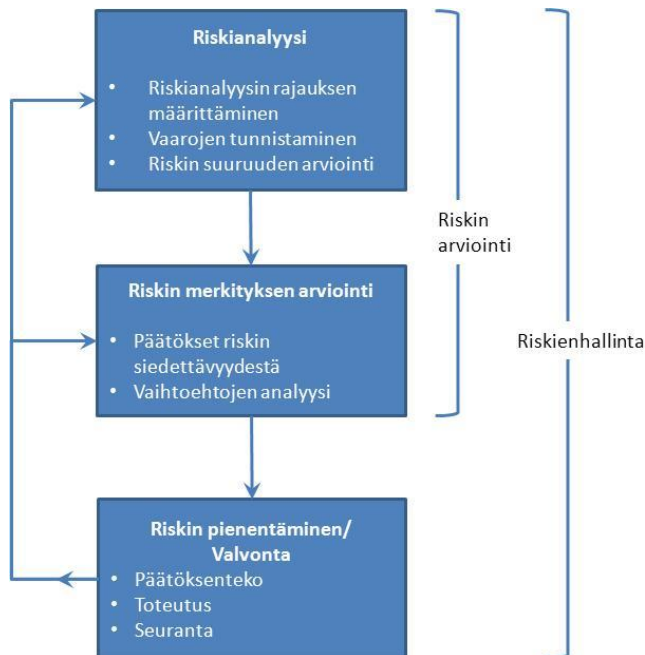 Riskianalyysi
• Riskianalyysin rajauksen
määrittäminen
• Vaarojen tunnistaminen
• Riskin suuruuden arviointi
Riskin
arviointi
Riskin merkityksen arviointi
• Päätökset riskin
siedettävyydestä
• Vaihtoehtojen analyysi
Riskienhallinta
Riskin pienentäminen/
Valvonta
• Päätöksenteko
• Toteutus
• Seuranta